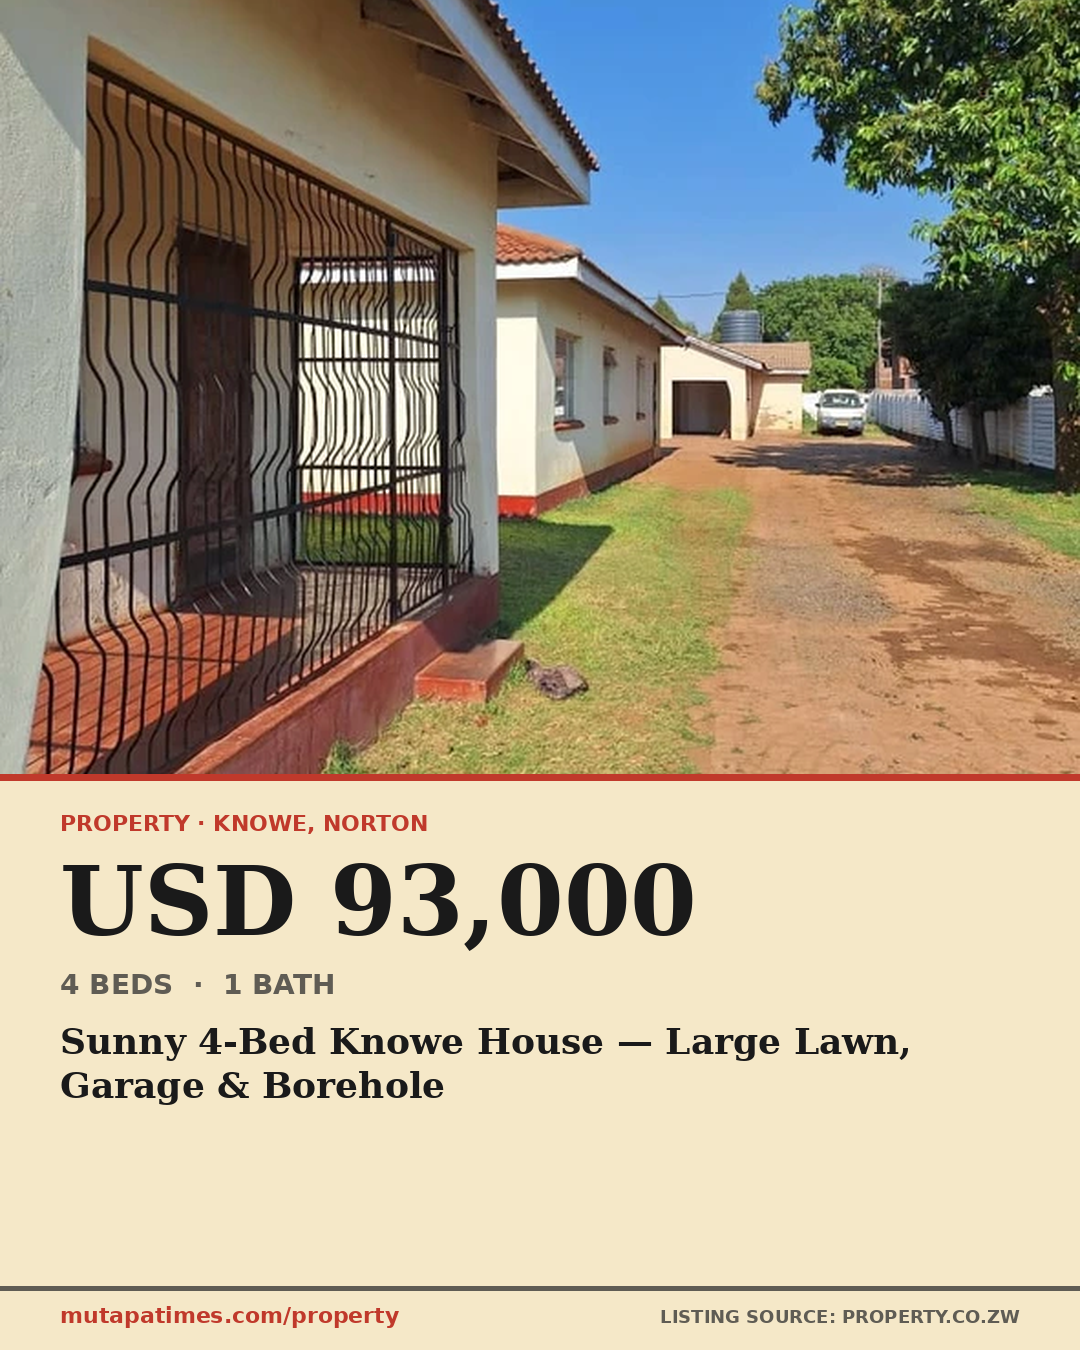 PROPERTY · KNOWE, NORTON
USD 93,000
4 BEDS · 1 BATH
Sunny 4-Bed Knowe House — Large Lawn,
Garage & Borehole
mutapatimes.com/property
LISTING SOURCE: PROPERTY.CO.ZW